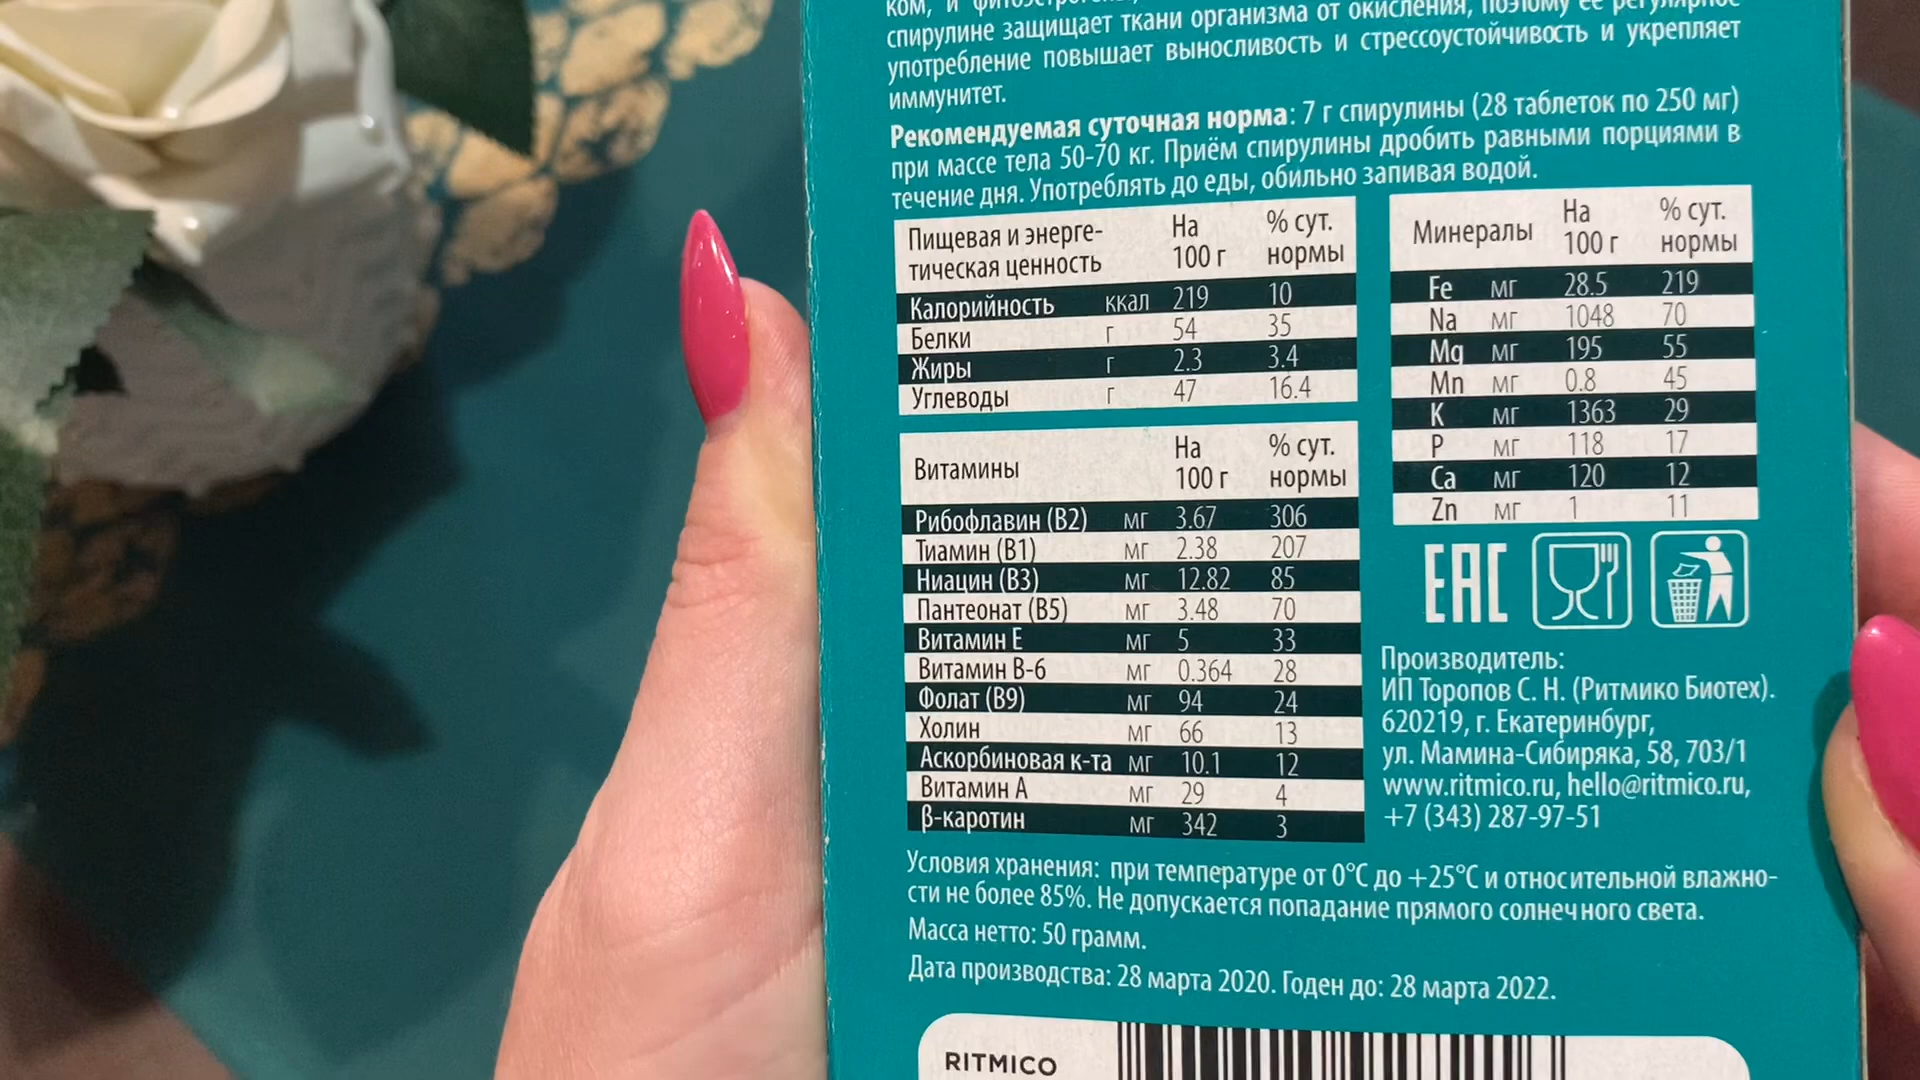 ком, и
спирулине защищает ткани организма от окисления, поэтому её регулярное
употребление повышает выносливость и стрессоустойчивость и укрепляет
иммунитет.
Рекомендуемая суточная норма: 7 г спирулины (28 таблеток по 250 мг)
при массе тела 50-70 кг. Приём спирулины дробить равными порциями в
течение дня. Употреблять до еды, обильно запивая водой.
Пищевая и энерге- На % сут.
тическая ценность 100 г нормы
Калорийность ккал 219 10
Белки г 54 35
Жиры г 2.3 3.4
Углеводы г 47 16.4
Витамины На 100 г % сут. нормы
Рибофлавин (B2) мг 3.67 306
Тиамин (B1) мг 2.38 207
Ниацин (B3) мг 12.82 85
Пантеонат (B5) мг 3.48 70
Витамин Е мг 5 33
Витамин В-6 мг 0.364 28
Фолат (B9) мг 94 24
Холин мг 66 13
Аскорбиновая к-та мг 10.1 12
Витамин А мг 29 4
β-каротин мг 342 3
Минералы На 100 г % сут. нормы
Fe мг 28.5 219
Na мг 1048 70
Mg мг 195 55
Mn мг 0.8 45
K мг 1363 29
P мг 118 17
Ca мг 120 12
Zn мг 1 11
EAC
Производитель:
ИП Торопов С. Н. (Ритмико Биотех).
620219, г. Екатеринбург,
ул. Мамина-Сибиряка, 58, 703/1
www.ritmico.ru, hello@ritmico.ru,
+7 (343) 287-97-51
Условия хранения: при температуре от 0°С до +25°С и относительной влажно-
сти не более 85%. Не допускается попадание прямого солнечного света.
Масса нетто: 50 грамм.
Дата производства: 28 марта 2020. Годен до: 28 марта 2022.
RITMICO